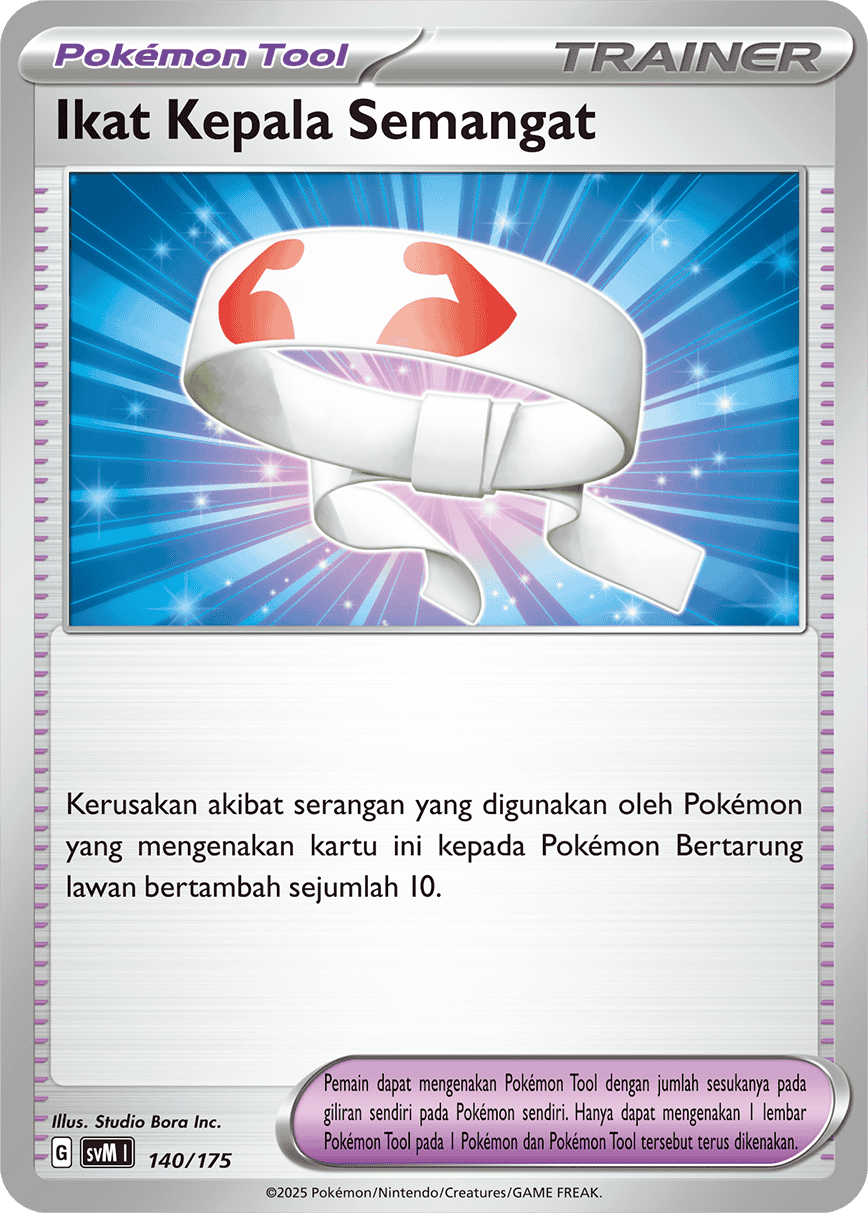 Pokémon Tool
TRAINER
Ikat Kepala Semangat
Kerusakan akibat serangan yang digunakan oleh Pokémon
yang mengenakan kartu ini kepada Pokémon Bertarung
lawan bertambah sejumlah 10.
Pemain dapat mengenakan Pokémon Tool dengan jumlah sesukanya pada
giliran sendiri pada Pokémon sendiri. Hanya dapat mengenakan 1 lembar
Pokémon Tool pada 1 Pokémon dan Pokémon Tool tersebut terus dikenakan.
Illus. Studio Bora Inc.
G svM I 140/175
©2025 Pokémon/Nintendo/Creatures/GAME FREAK.